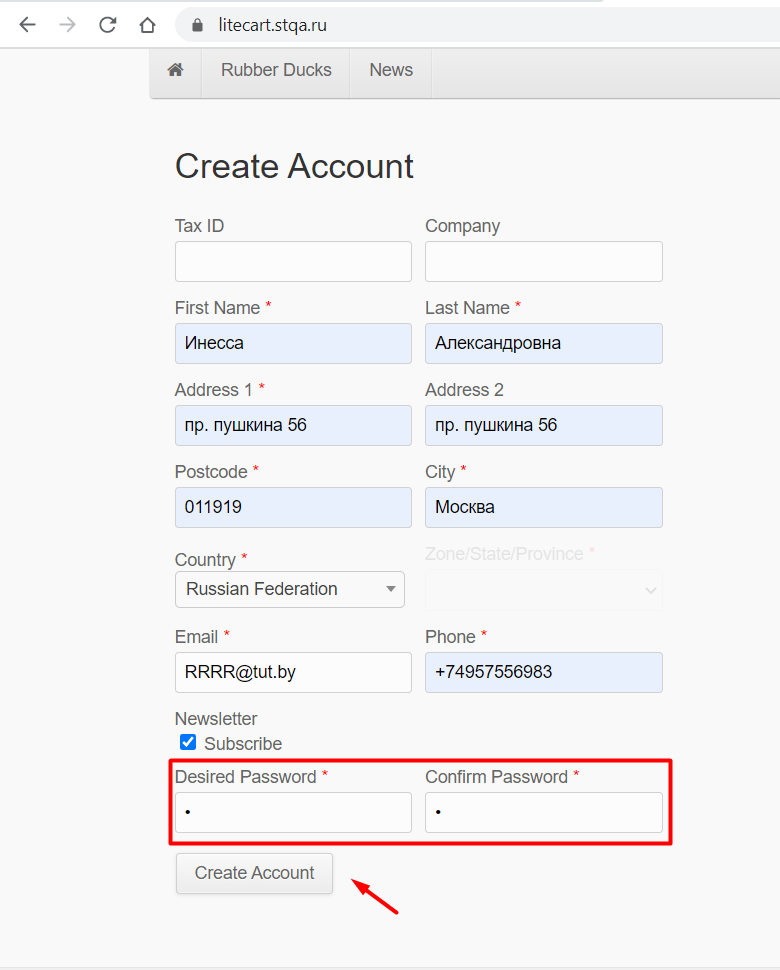 litecart.stqa.ru
Rubber Ducks News
Create Account
Tax ID Company
First Name * Last Name *
Инесса Александровна
Address 1 * Address 2
пр. пушкина 56 пр. пушкина 56
Postcode * City *
011919 Москва
Country * Zone/State/Province *
Russian Federation
Email * Phone *
RRRR@tut.by +74957556983
Newsletter
Subscribe
Desired Password * Confirm Password *
• •
Create Account